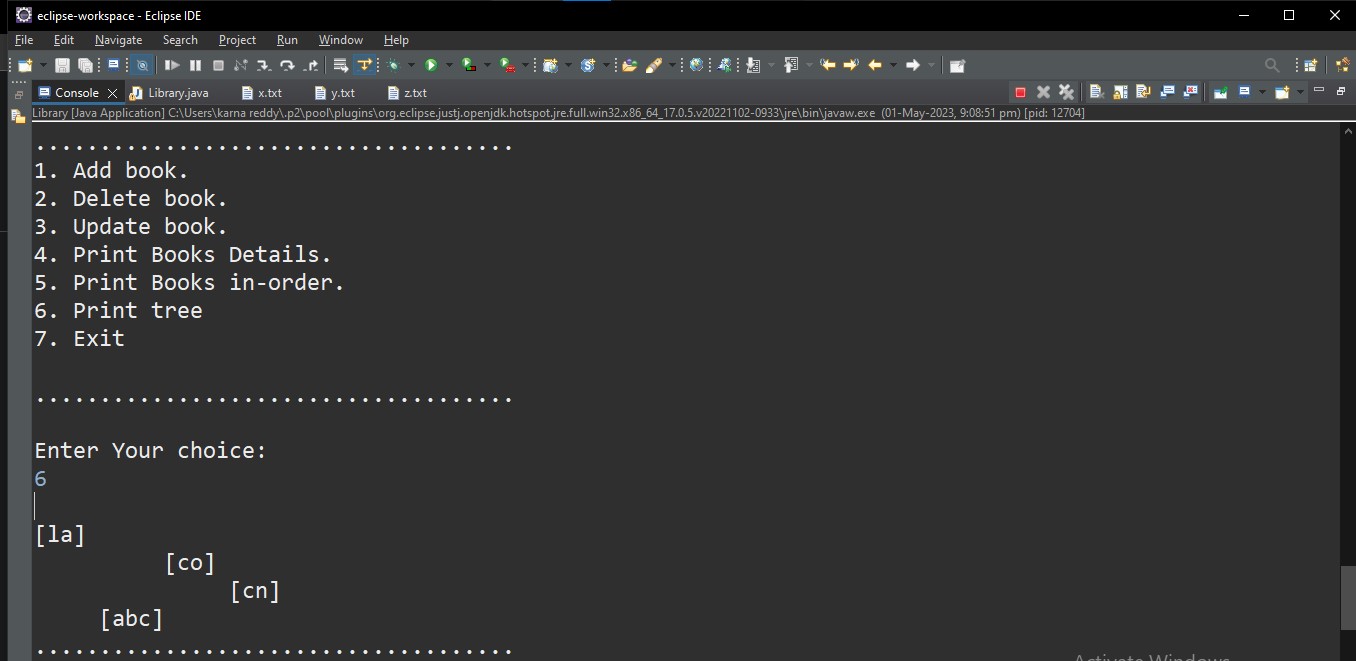 eclipse-workspace - Eclipse IDE
File Edit Navigate Search Project Run Window Help
Console Library.java x.txt y.txt z.txt
Library [Java Application] C:\Users\karna reddy\.p2\pool\plugins\org.eclipse.justj.openjdk.hotspot.jre.full.win32.x86_64_17.0.5.v20221102-0933\jre\bin\javaw.exe (01-May-2023, 9:08:51 pm) [pid: 12704]
.....................................
1. Add book.
2. Delete book.
3. Update book.
4. Print Books Details.
5. Print Books in-order.
6. Print tree
7. Exit
.....................................
Enter Your choice:
6
[la]
[co]
[cn]
[abc]
.....................................
Activate Windows